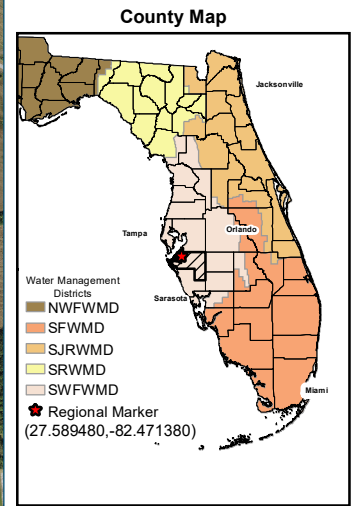 County Map
Jacksonville
Orlando
Tampa
Sarasota
Miami
Water Management
Districts
NWFWMD
SFWMD
SJRWMD
SRWMD
SWFWMD
Regional Marker
(27.589480,-82.471380)